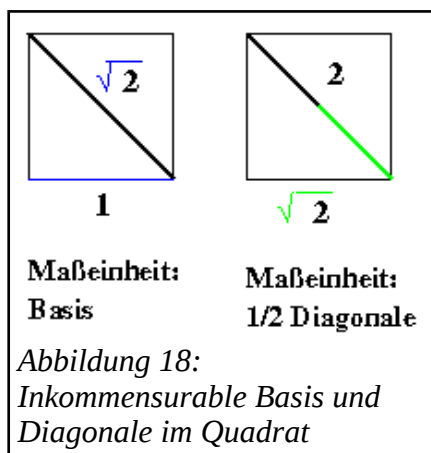 √2
1
Maßeinheit:
Basis
2
√2
Maßeinheit:
1/2 Diagonale
Abbildung 18:
Inkommensurable Basis und
Diagonale im Quadrat